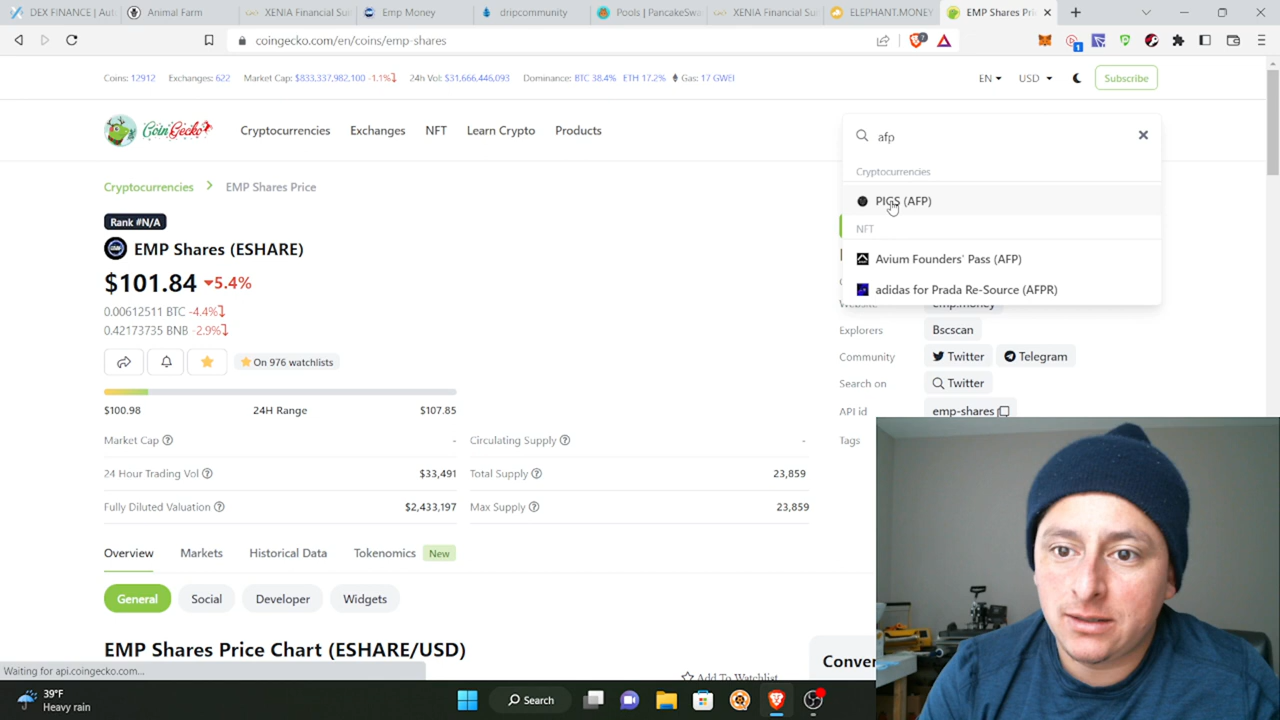 DEX FINANCE | Aut
Animal Farm
XENIA Financial Su
Emp Money
dripcommunity
Pools | PancakeSwa
XENIA Financial Su
ELEPHANT.MONEY
EMP Shares Pri
coingecko.com/en/coins/emp-shares
Coins: 12912 Exchanges: 622 Market Cap: $833,337,982,100 -1.1% 24h Vol: $31,666,446,093 Dominance: BTC 38.4% ETH 17.2% Gas: 17 GWEI
EN USD Subscribe
CoinGecko Cryptocurrencies Exchanges NFT Learn Crypto Products
afp
Cryptocurrencies
PIGS (AFP)
NFT
Avium Founders' Pass (AFP)
adidas for Prada Re-Source (AFPR)
Cryptocurrencies EMP Shares Price
Rank #N/A
EMP Shares (ESHARE)
$101.84 5.4%
0.00612511 BTC -4.4%
0.42173735 BNB -2.9%
On 976 watchlists
$100.98 24H Range $107.85
Market Cap - Circulating Supply -
24 Hour Trading Vol $33,491 Total Supply 23,859
Fully Diluted Valuation $2,433,197 Max Supply 23,859
Website emp.money
Explorers Bscscan
Community Twitter Telegram
Search on Twitter
API id emp-shares
Tags
Overview Markets Historical Data Tokenomics New
General Social Developer Widgets
EMP Shares Price Chart (ESHARE/USD)
Add To Watchlist
Conver
Waiting for api.coingecko.com...
39°F
Heavy rain
Search